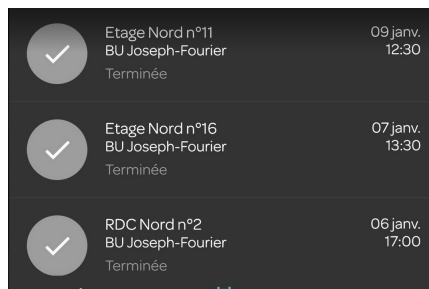 Etage Nord n°11 09 janv.
BU Joseph-Fourier 12:30
Terminée
Etage Nord n°16 07 janv.
BU Joseph-Fourier 13:30
Terminée
RDC Nord n°2 06 janv.
BU Joseph-Fourier 17:00
Terminée